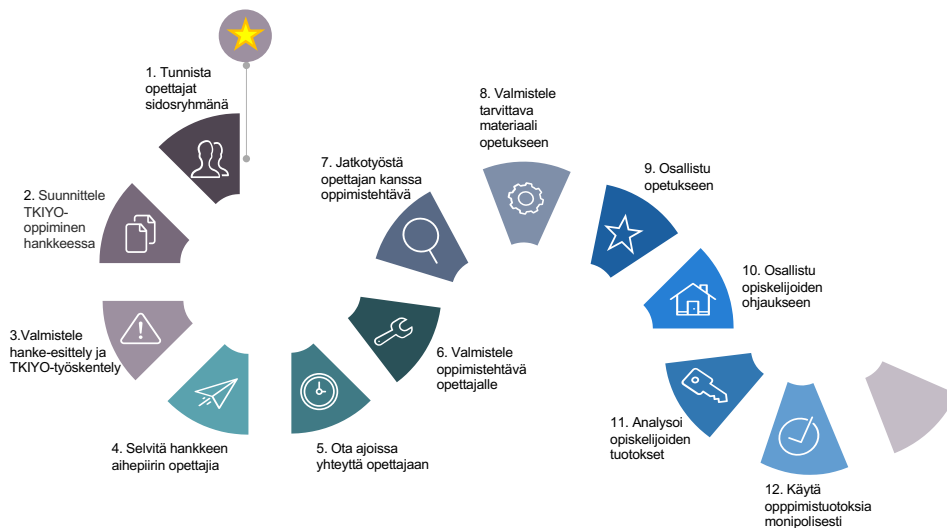 1. Tunnista
opettajat
sidosryhmänä
2. Suunnittele
TKIYO-
oppiminen
hankkeessa
3.Valmistele
hanke-esittely ja
TKIYO-työskentely
4. Selvitä hankkeen
aihepiirin opettajia
5. Ota ajoissa
yhteyttä opettajaan
6. Valmistele
oppimistehtävä
opettajalle
7. Jatkotyöstä
opettajan kanssa
oppimistehtävä
8. Valmistele
tarvittava
materiaali
opetukseen
9. Osallistu
opetukseen
10. Osallistu
opiskelijoiden
ohjaukseen
11. Analysoi
opiskelijoiden
tuotokset
12. Käytä
opppimistuotoksia
monipolisesti